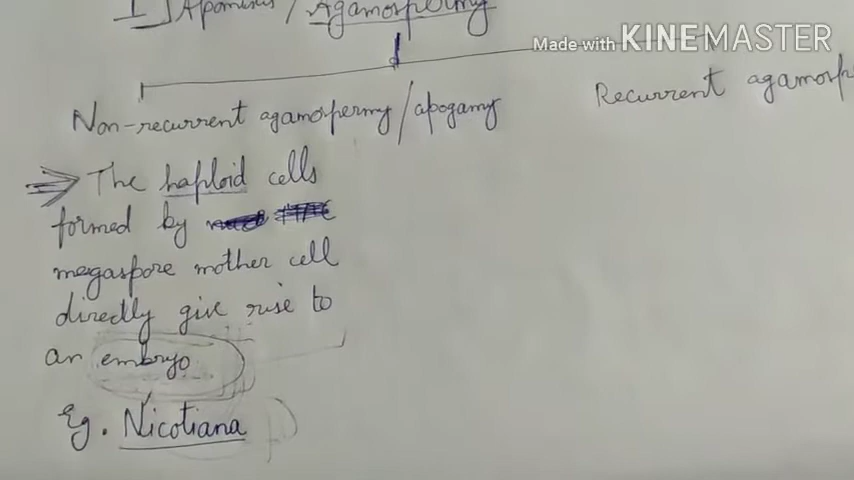 I] Apomixis / Agamospermy
Made with KINEMASTER
Non-recurrent agamospermy / apogamy
Recurrent agamosp
⇒ The haploid cells
formed by
megaspore mother cell
directly give rise to
an embryo
Eg. Nicotiana